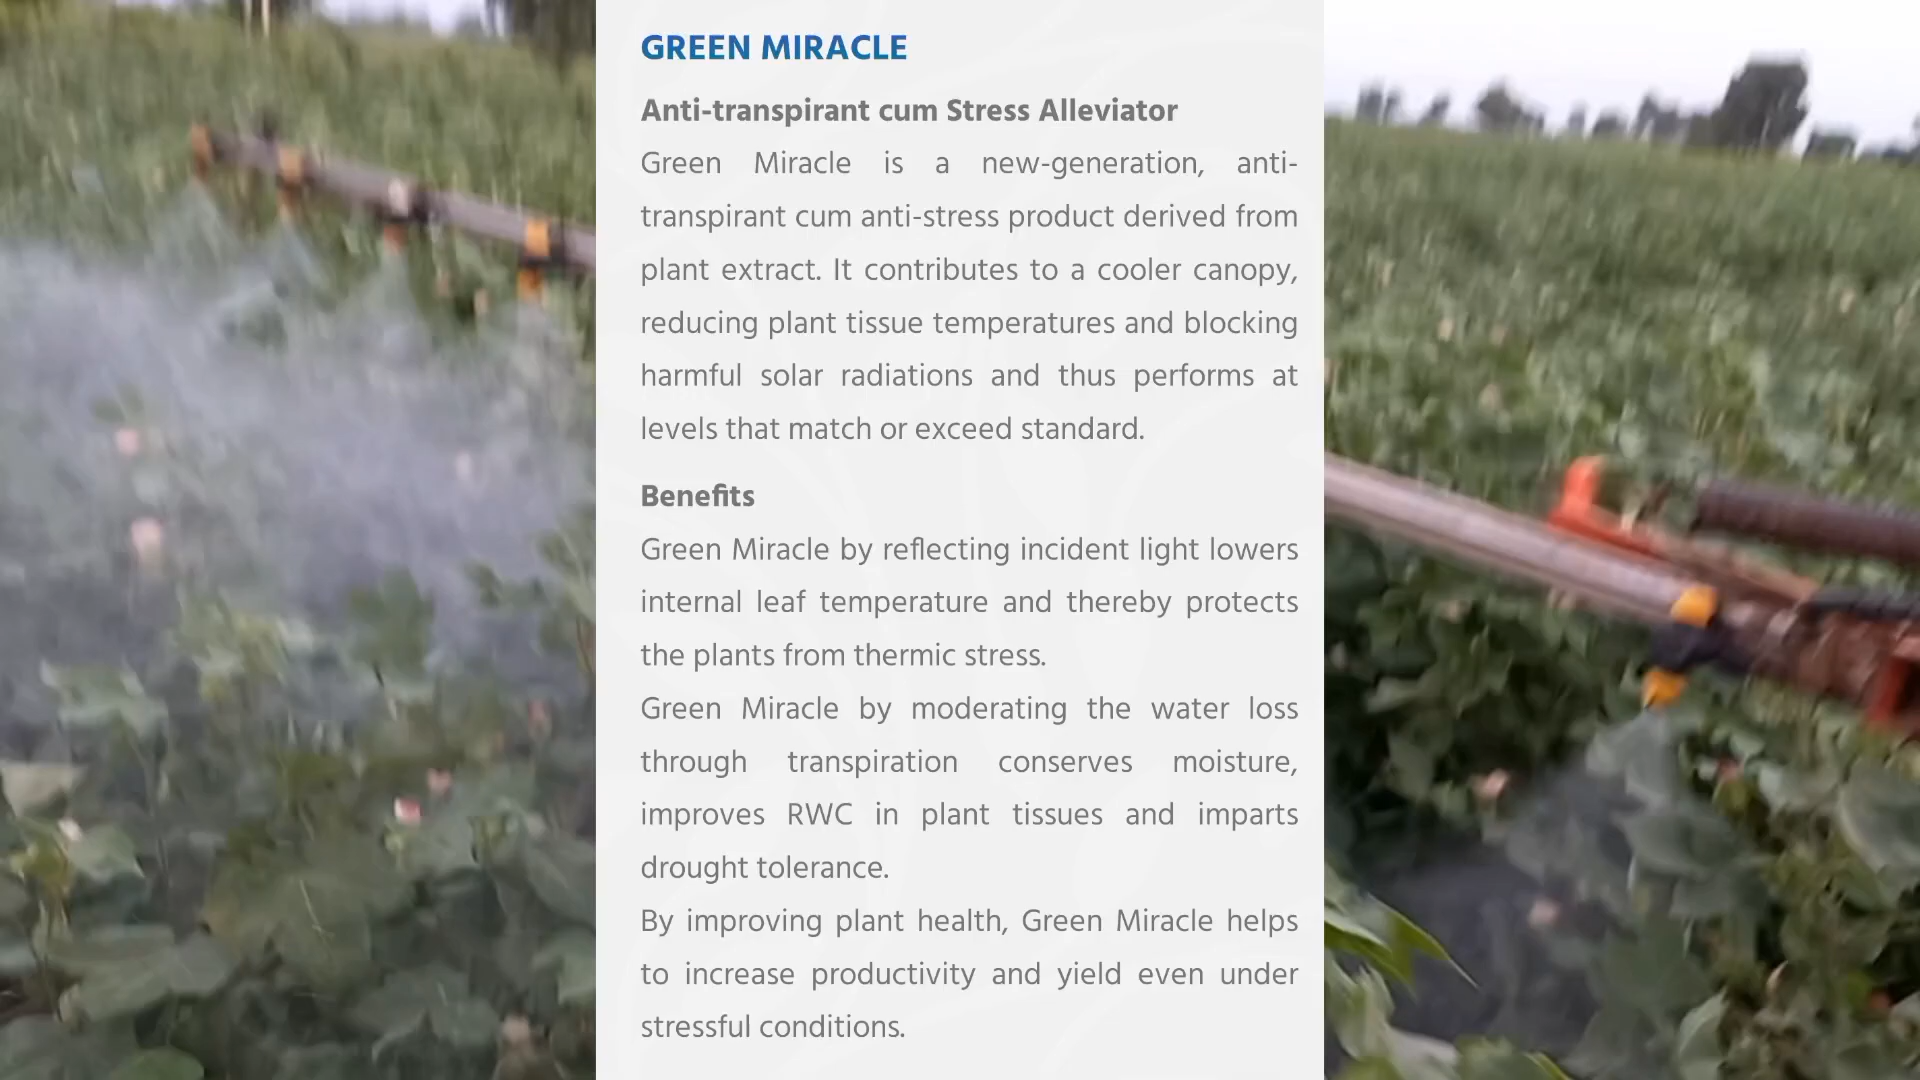 GREEN MIRACLE
Anti-transpirant cum Stress Alleviator
Green Miracle is a new-generation, anti-
transpirant cum anti-stress product derived from
plant extract. It contributes to a cooler canopy,
reducing plant tissue temperatures and blocking
harmful solar radiations and thus performs at
levels that match or exceed standard.
Benefits
Green Miracle by reflecting incident light lowers
internal leaf temperature and thereby protects
the plants from thermic stress.
Green Miracle by moderating the water loss
through transpiration conserves moisture,
improves RWC in plant tissues and imparts
drought tolerance.
By improving plant health, Green Miracle helps
to increase productivity and yield even under
stressful conditions.